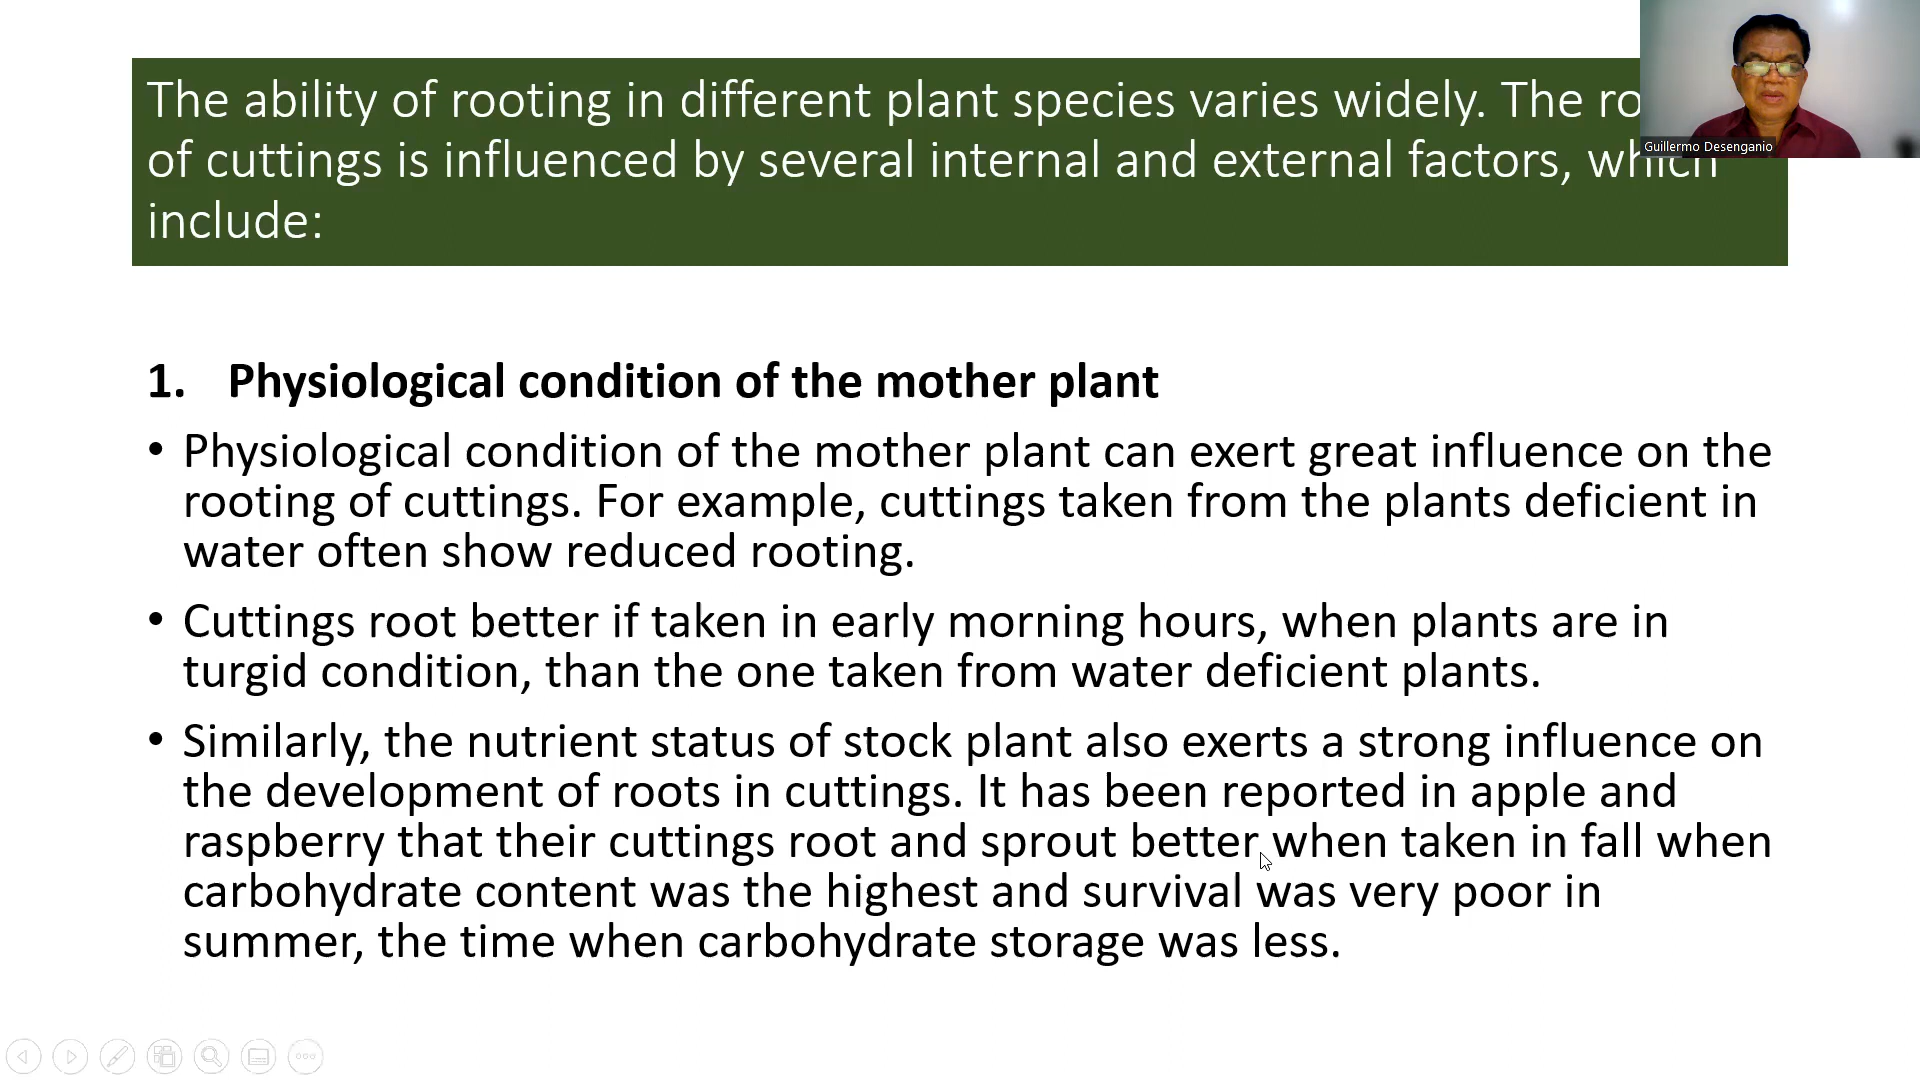 The ability of rooting in different plant species varies widely. The
of cuttings is influenced by several internal and external factors, which
include:
Guillermo Desenganio
1. Physiological condition of the mother plant
• Physiological condition of the mother plant can exert great influence on the
rooting of cuttings. For example, cuttings taken from the plants deficient in
water often show reduced rooting.
• Cuttings root better if taken in early morning hours, when plants are in
turgid condition, than the one taken from water deficient plants.
• Similarly, the nutrient status of stock plant also exerts a strong influence on
the development of roots in cuttings. It has been reported in apple and
raspberry that their cuttings root and sprout better when taken in fall when
carbohydrate content was the highest and survival was very poor in
summer, the time when carbohydrate storage was less.